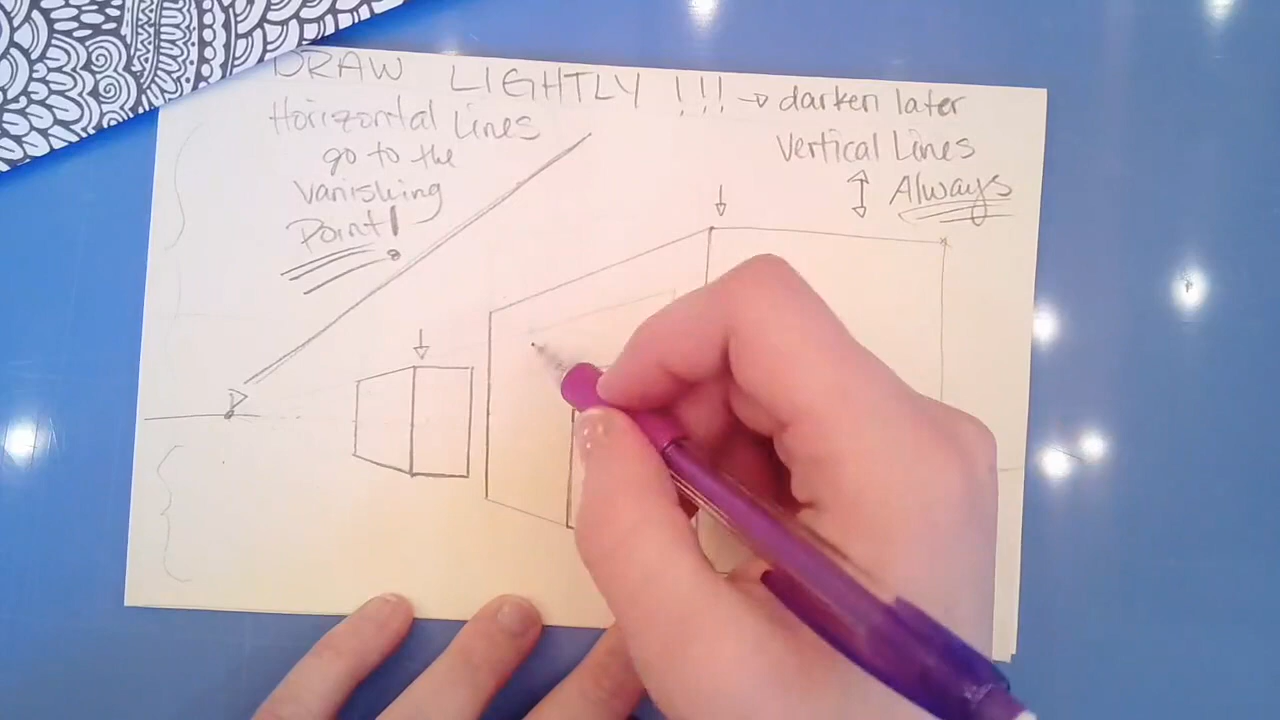 DRAW LIGHTLY !!! → darken later
Horizontal Lines
go to the
Vanishing
Point!
Vertical Lines
↕ Always